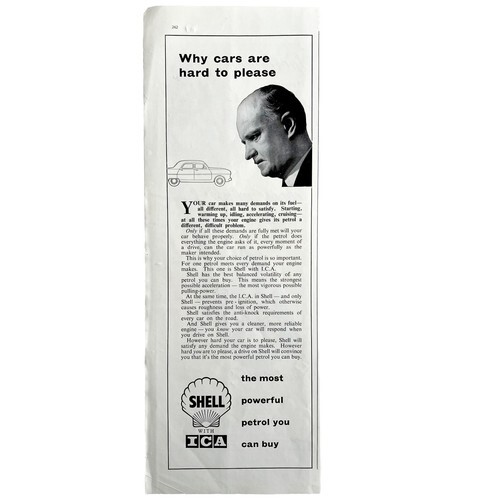 Why cars are
hard to please
YOUR car makes many demands on its fuel—
all different, all hard to satisfy. Starting,
warming up, idling, accelerating, cruising—
at all these times your engine gives its petrol a
different, difficult problem.
Only if all these demands are fully met will your
car behave properly. Only if the petrol does
everything the engine asks of it, every moment of
a drive, can the car run as powerfully as the
maker intended.
This is why your choice of petrol is so important.
For one petrol meets every demand your engine
makes. This one is Shell with I.C.A.
Shell has the best balanced volatility of any
petrol you can buy. This means the strongest
possible acceleration — the most vigorous possible
pulling-power.
At the same time, the I.C.A. in Shell — and only
Shell — prevents pre-ignition, which otherwise
causes roughness and loss of power.
Shell satisfies the anti-knock requirements of
every car on the road.
And Shell gives you a cleaner, more reliable
engine — you know your car will respond when
you drive on Shell.
However hard your car is to please, Shell will
satisfy any demand the engine makes. However
hard you are to please, a drive on Shell will convince
you that it's the most powerful petrol you can buy.
SHELL
WITH
ICA
the most
powerful
petrol you
can buy